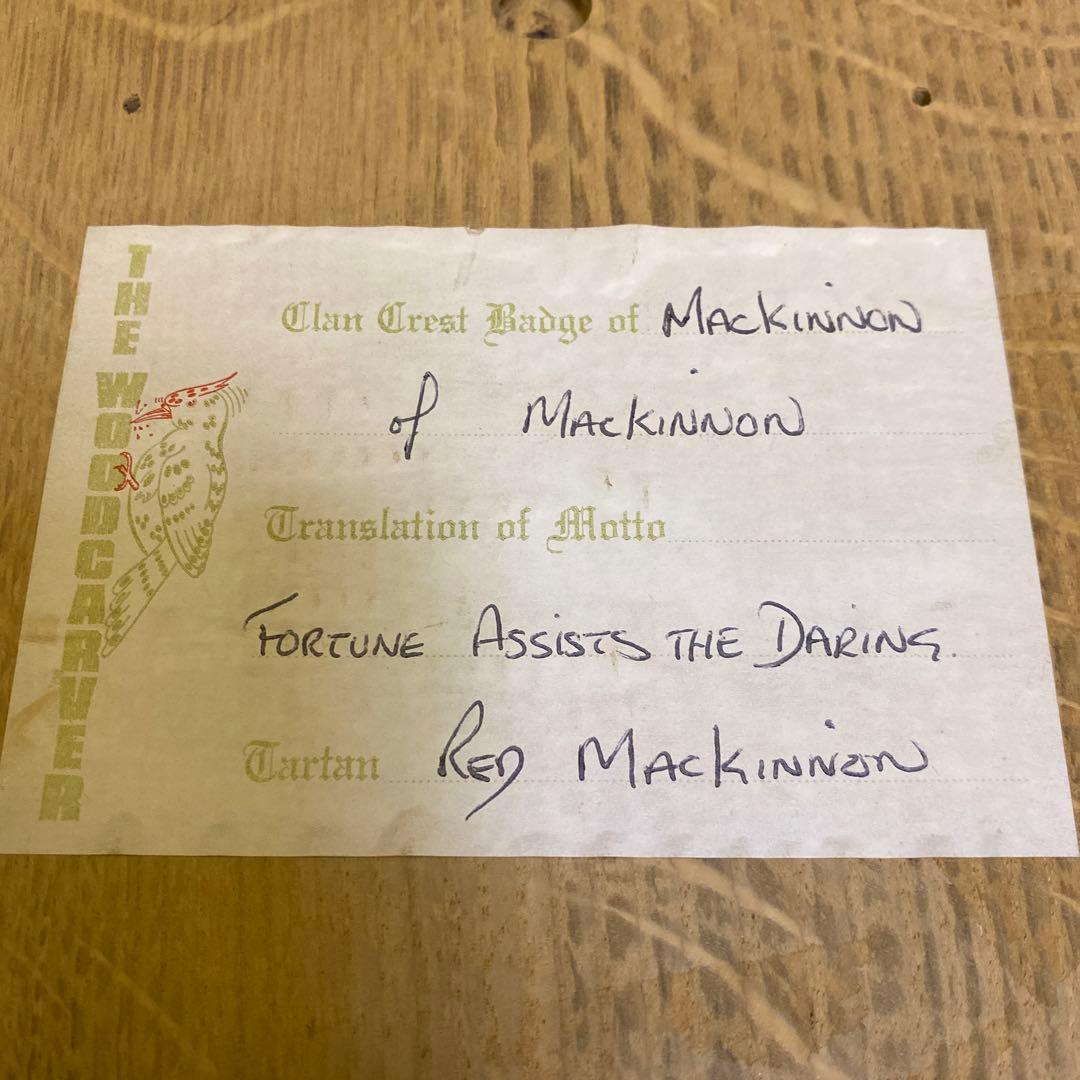 THE WOODCARVER
Clan Crest Badge of MacKinnon
of MacKinnon
Translation of Motto
Fortune Assists the Daring.
Tartan Red MacKinnon